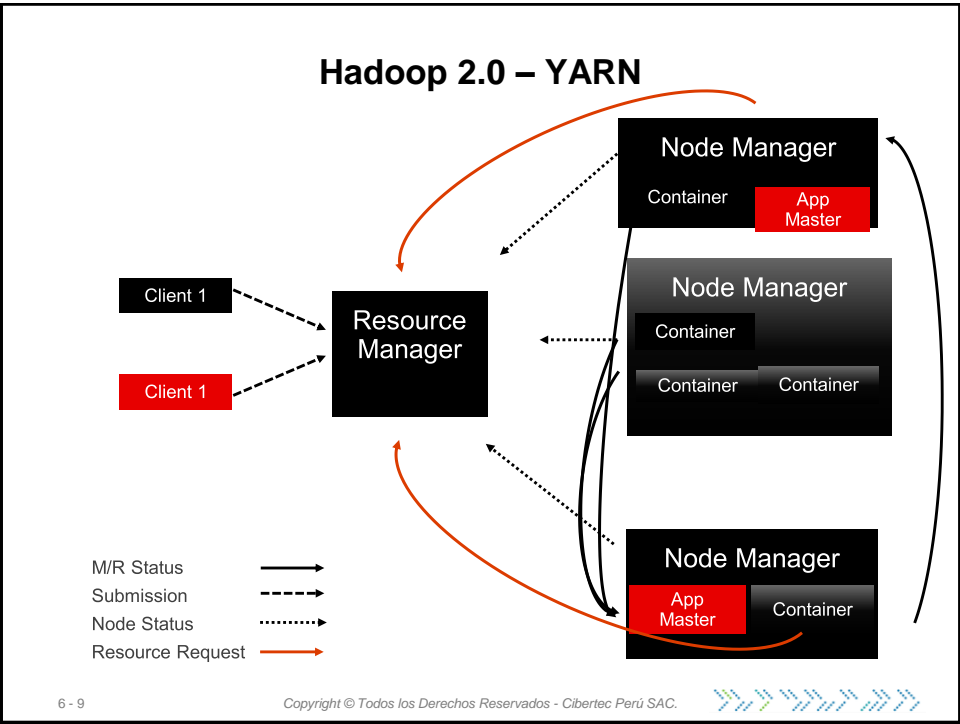 Hadoop 2.0 – YARN
Node Manager
Container
App
Master
Node Manager
Container
Container
Container
Client 1
Resource
Manager
Client 1
Node Manager
App
Master
Container
M/R Status
Submission
Node Status
Resource Request
6 - 9
Copyright © Todos los Derechos Reservados - Cibertec Perú SAC.